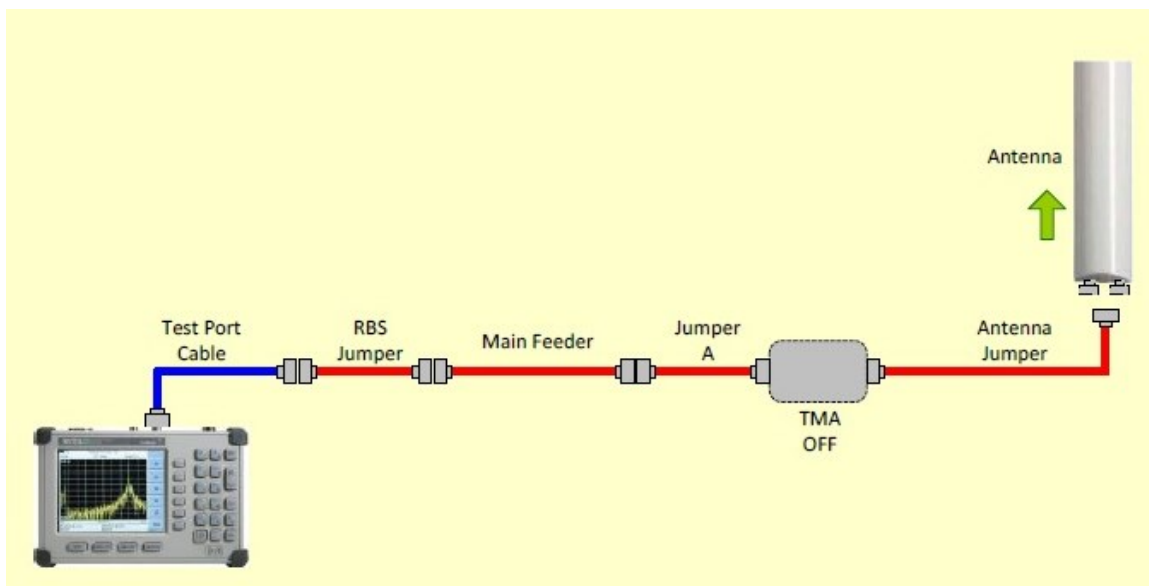 Antenna
Test Port
Cable
RBS
Jumper
Main Feeder
Jumper
A
Antenna
Jumper
TMA
OFF